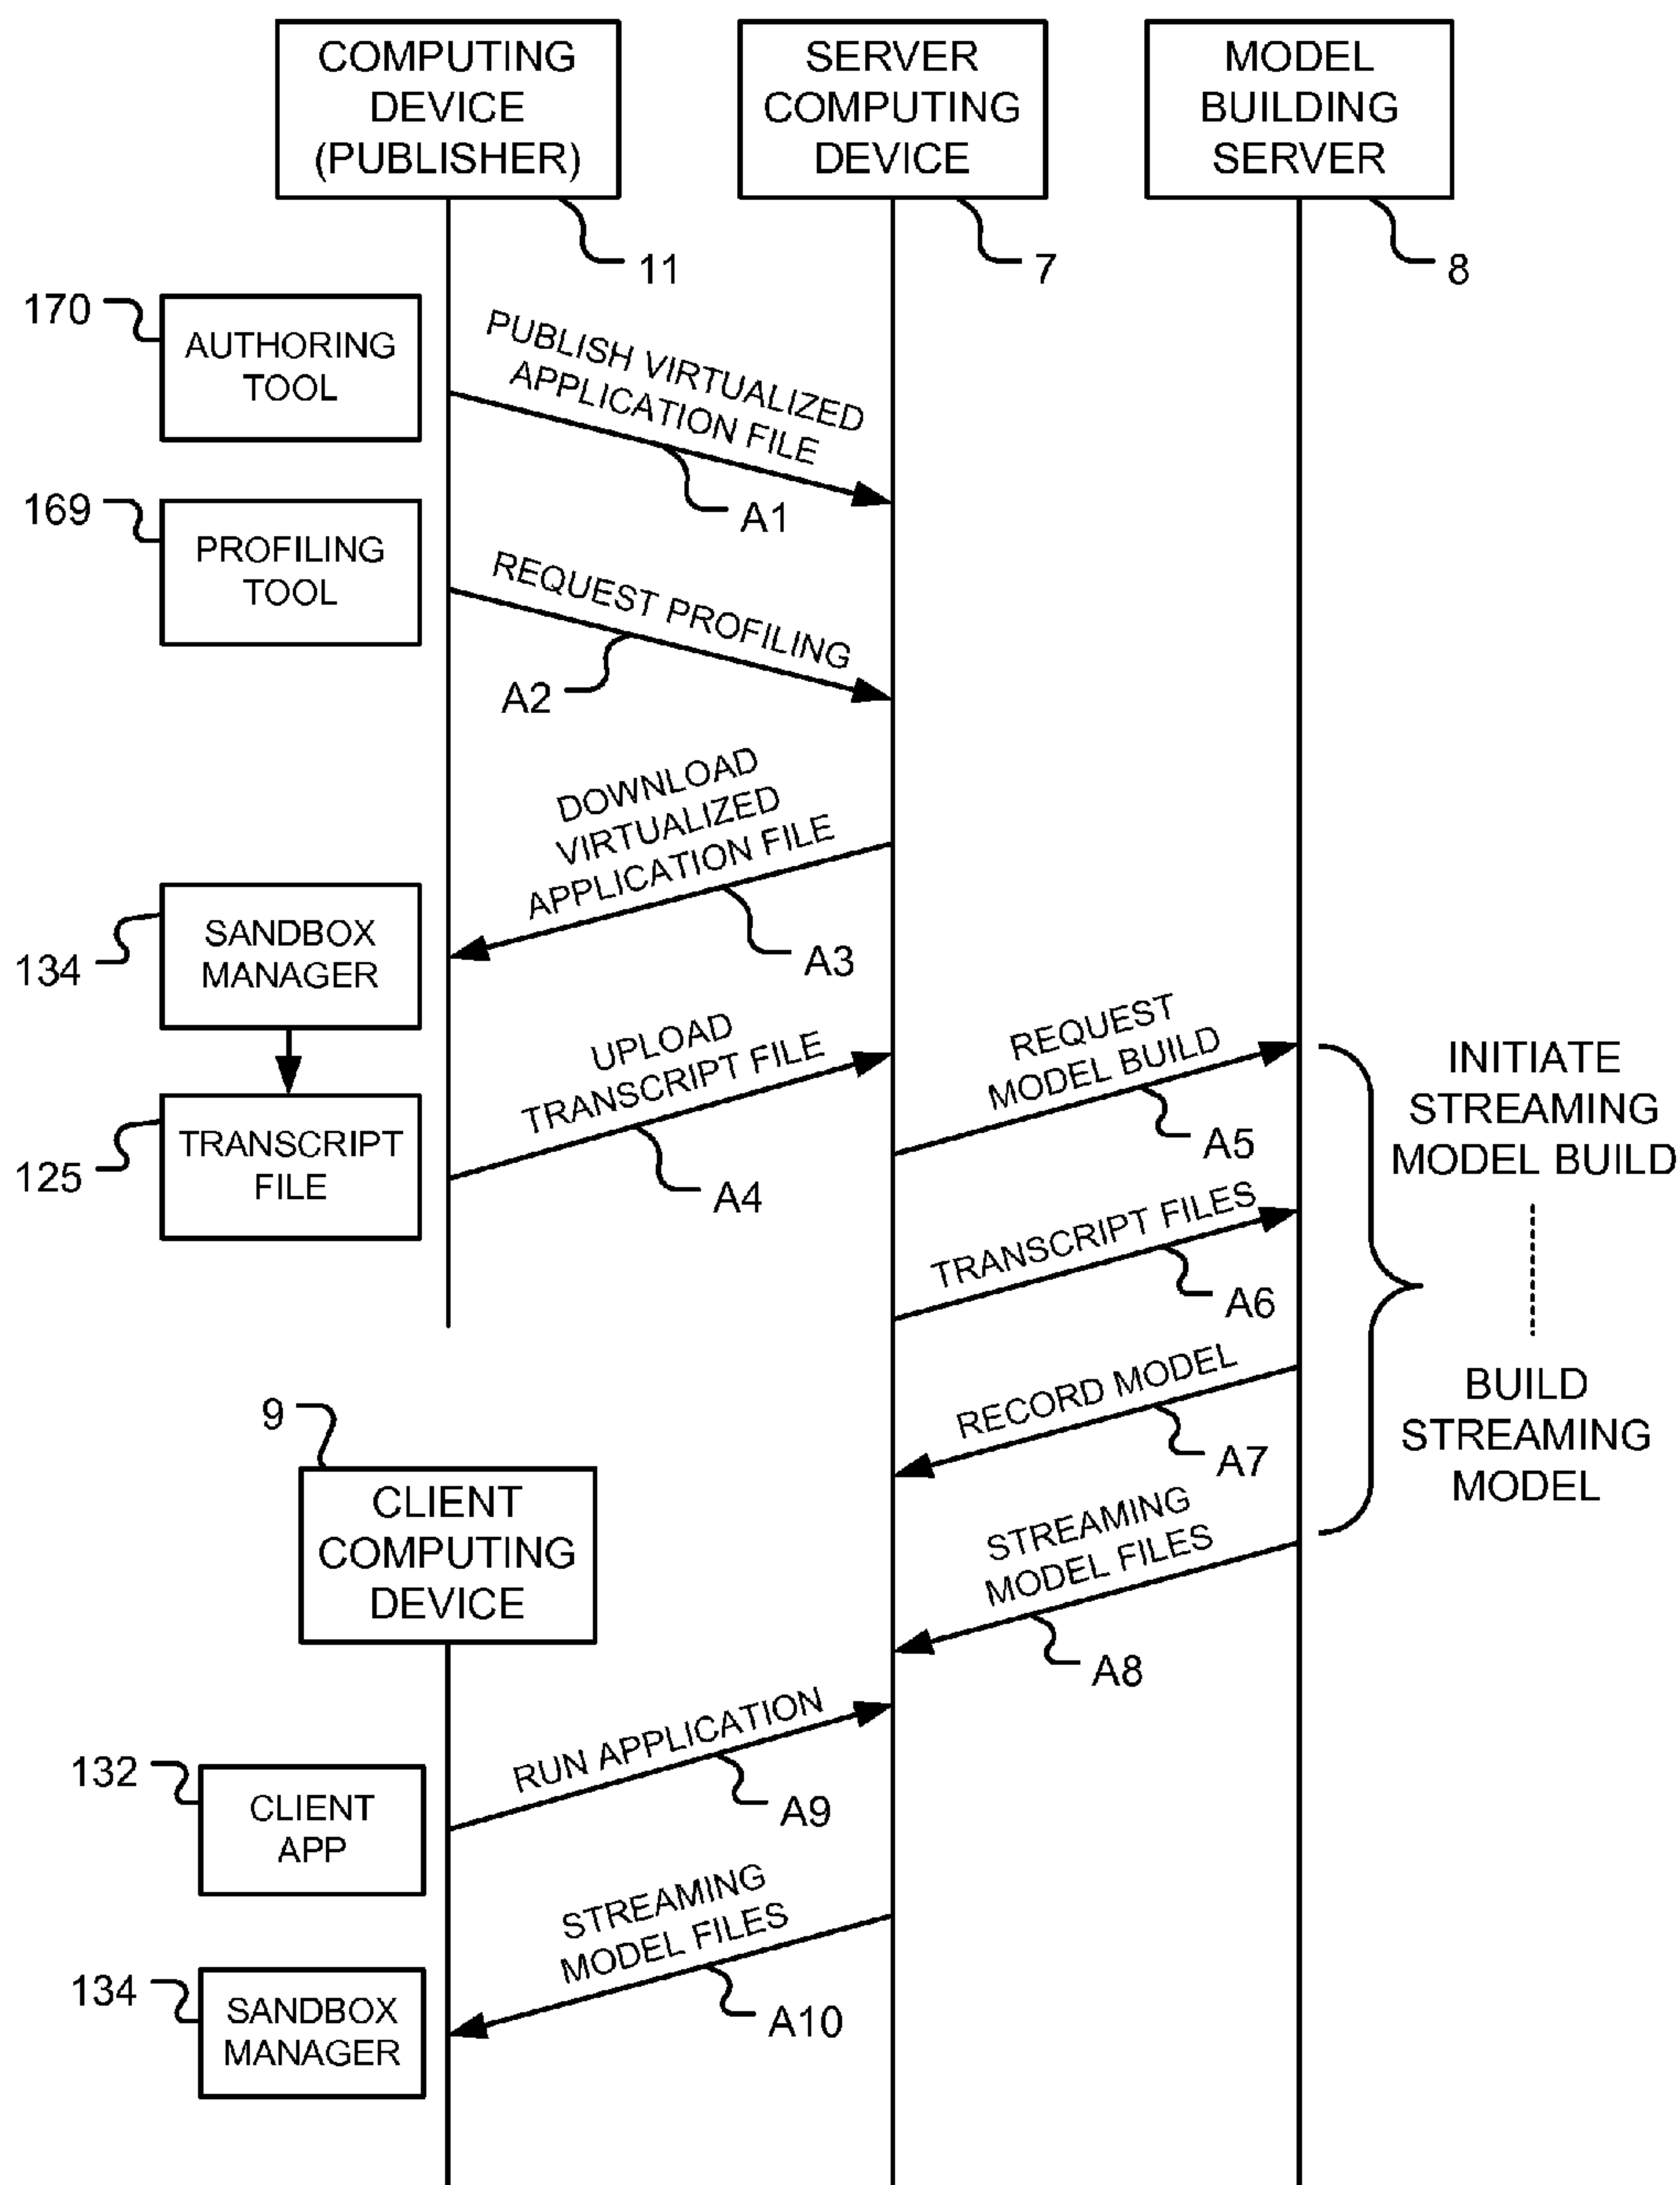 COMPUTING
DEVICE
(PUBLISHER)
SERVER
COMPUTING
DEVICE
MODEL
BUILDING
SERVER
11
7
8
170
AUTHORING
TOOL
PUBLISH VIRTUALIZED
APPLICATION FILE
A1
169
PROFILING
TOOL
REQUEST PROFILING
A2
DOWNLOAD
VIRTUALIZED
APPLICATION FILE
A3
134
SANDBOX
MANAGER
UPLOAD
TRANSCRIPT FILE
A4
REQUEST
MODEL BUILD
A5
INITIATE
STREAMING
MODEL BUILD
125
TRANSCRIPT
FILE
TRANSCRIPT FILES
A6
RECORD MODEL
A7
BUILD
STREAMING
MODEL
9
CLIENT
COMPUTING
DEVICE
STREAMING
MODEL FILES
A8
RUN APPLICATION
A9
132
CLIENT
APP
STREAMING
MODEL FILES
A10
134
SANDBOX
MANAGER